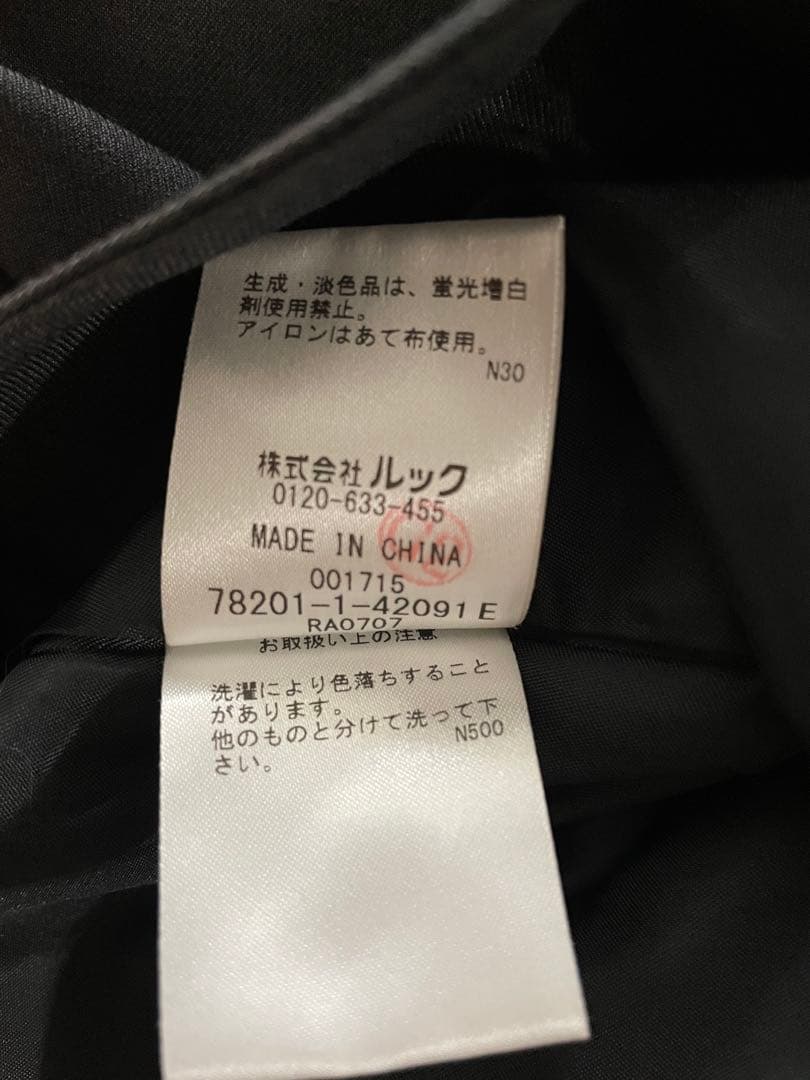 生成・淡色品は、蛍光増白
剤使用禁止。
アイロンはあて布使用。
N30
株式会社 ルック
0120-633-455
MADE IN CHINA
001715
78201-1-42091 E
RA0707
お取扱い上の注意
洗濯により色落ちすること
があります。
他のものと分けて洗って下
さい。
N500